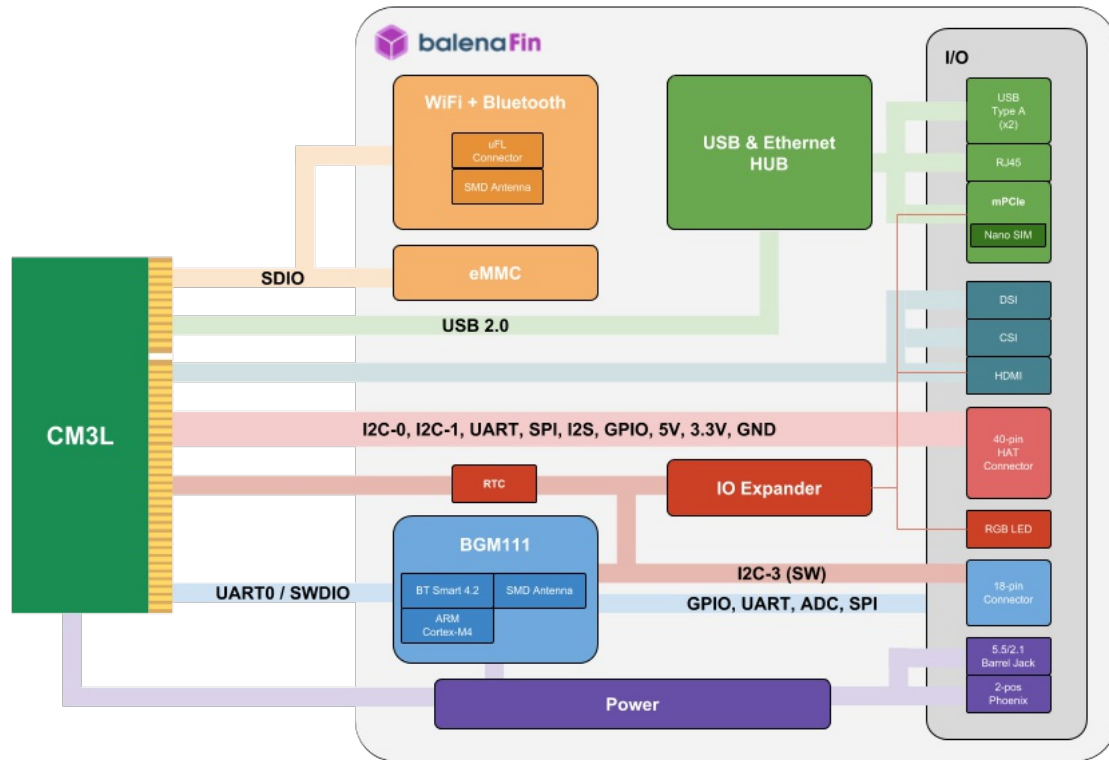 balenaFin
I/O
WiFi + Bluetooth
uFL
Connector
SMD Antenna
USB & Ethernet
HUB
USB
Type A
(x2)
RJ45
mPCIe
Nano SIM
eMMC
SDIO
USB 2.0
DSI
CSI
HDMI
CM3L
I2C-0, I2C-1, UART, SPI, I2S, GPIO, 5V, 3.3V, GND
40-pin
HAT
Connector
RTC
IO Expander
RGB LED
BGM111
BT Smart 4.2
SMD Antenna
ARM
Cortex-M4
UART0 / SWDIO
I2C-3 (SW)
GPIO, UART, ADC, SPI
18-pin
Connector
5.5/2.1
Barrel Jack
2-pos
Phoenix
Power